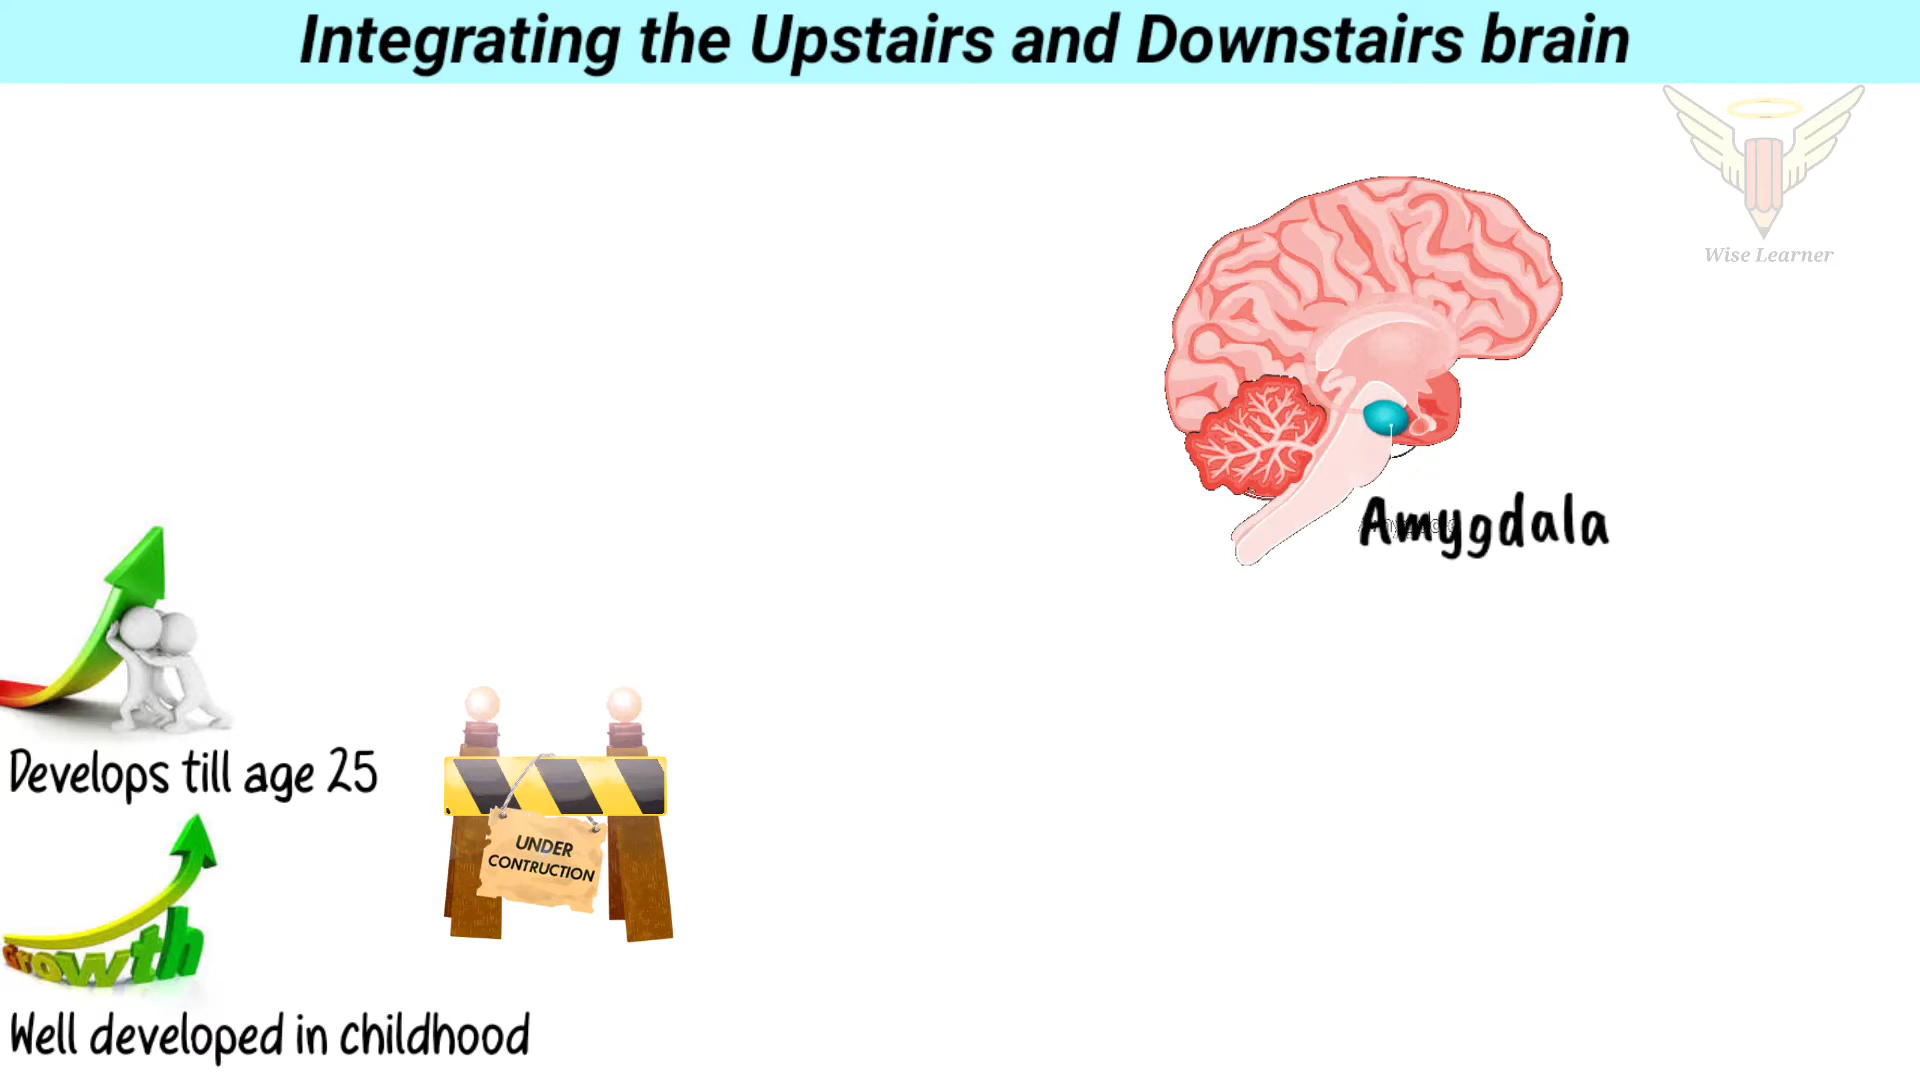 Integrating the Upstairs and Downstairs brain
Wise Learner
Amygdala
Develops till age 25
UNDER
CONTRUCTION
Growth
Well developed in childhood